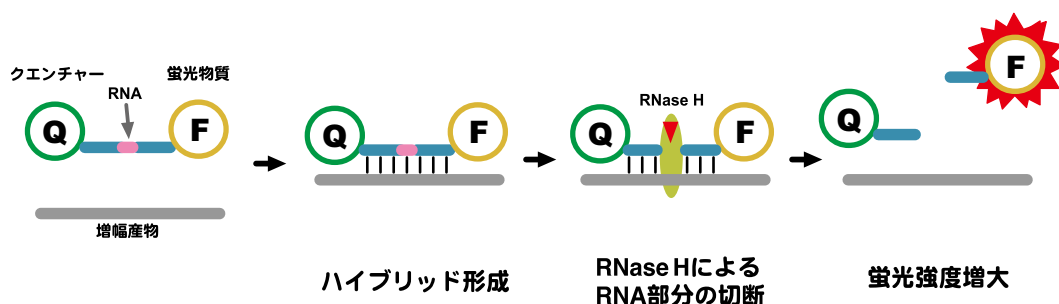 クエンチャー
蛍光物質
RNA
Q
F
増幅産物
Q
F
ハイブリッド形成
RNase H
Q
F
RNase Hによる
RNA部分の切断
F
Q
蛍光強度増大